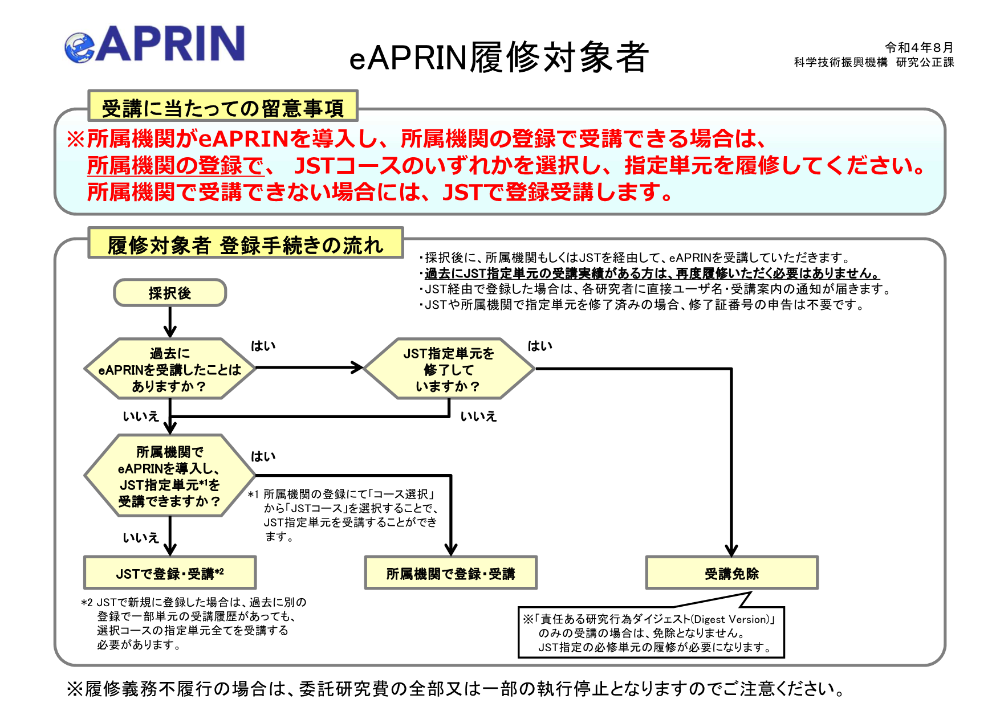 eAPRIN
eAPRIN履修対象者
令和4年8月
科学技術振興機構 研究公正課
受講に当たっての留意事項
※所属機関がeAPRINを導入し、所属機関の登録で受講できる場合は、
所属機関の登録で、 JSTコースのいずれかを選択し、指定単元を履修してください。
所属機関で受講できない場合には、JSTで登録受講します。
履修対象者 登録手続きの流れ
・採択後に、所属機関もしくはJSTを経由して、eAPRINを受講していただきます。
・過去にJST指定単元の受講実績がある方は、再度履修いただく必要はありません。
・JST経由で登録した場合は、各研究者に直接ユーザ名・受講案内の通知が届きます。
・JSTや所属機関で指定単元を修了済みの場合、修了証番号の申告は不要です。
採択後
過去に
eAPRINを受講したことは
ありますか？
はい
JST指定単元を
修了して
いますか？
はい
いいえ
いいえ
所属機関で
eAPRINを導入し、
JST指定単元*1を
受講できますか？
はい
*1 所属機関の登録にて「コース選択」
から「JSTコース」を選択することで、
JST指定単元を受講することができ
ます。
いいえ
JSTで登録・受講*2
所属機関で登録・受講
受講免除
*2 JSTで新規に登録した場合は、過去に別の
登録で一部単元の受講履歴があっても、
選択コースの指定単元全てを受講する
必要があります。
※「責任ある研究行為ダイジェスト(Digest Version)」
のみの受講の場合は、免除となりません。
JST指定の必修単元の履修が必要になります。
※履修義務不履行の場合は、委託研究費の全部又は一部の執行停止となりますのでご注意ください。